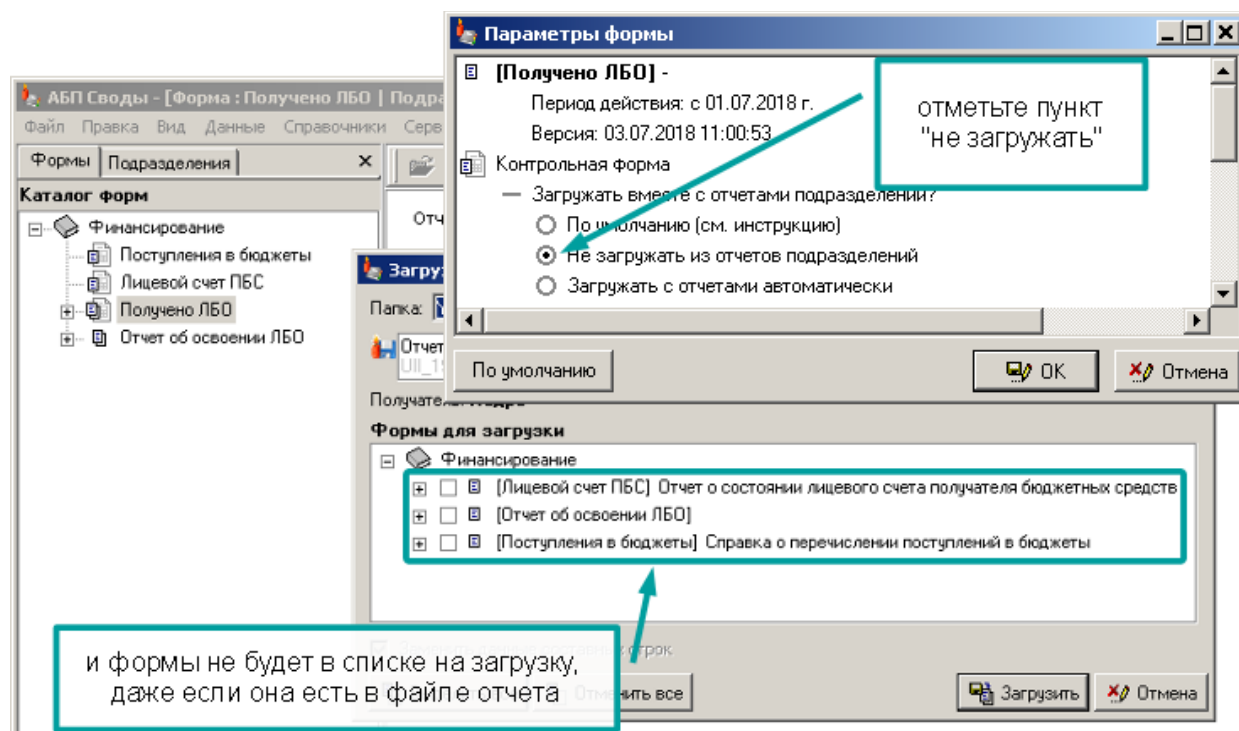 Параметры формы
[Получено ЛБО] -
Период действия: с 01.07.2018 г.
Версия: 03.07.2018 11:00:53
Контрольная форма
Загружать вместе с отчетами подразделений?
По умолчанию (см. инструкцию)
Не загружать из отчетов подразделений
Загружать с отчетами автоматически
По умолчанию
OK
Отмена
отметьте пункт
"не загружать"
АБП Своды - [Форма : Получено ЛБО |
Файл Правка Вид Данные Справочники
Формы
Подразделения
Каталог форм
Финансирование
Поступления в бюджеты
Лицевой счет ПБС
Получено ЛБО
Отчет об освоении ЛБО
Папка:
Отчет
Формы для загрузки
Финансирование
[Лицевой счет ПБС] Отчет о состоянии лицевого счета получателя бюджетных средств
[Отчет об освоении ЛБО]
[Поступления в бюджеты] Справка о перечислении поступлений в бюджеты
все
Загрузить
Отмена
и формы не будет в списке на загрузку,
даже если она есть в файле отчета